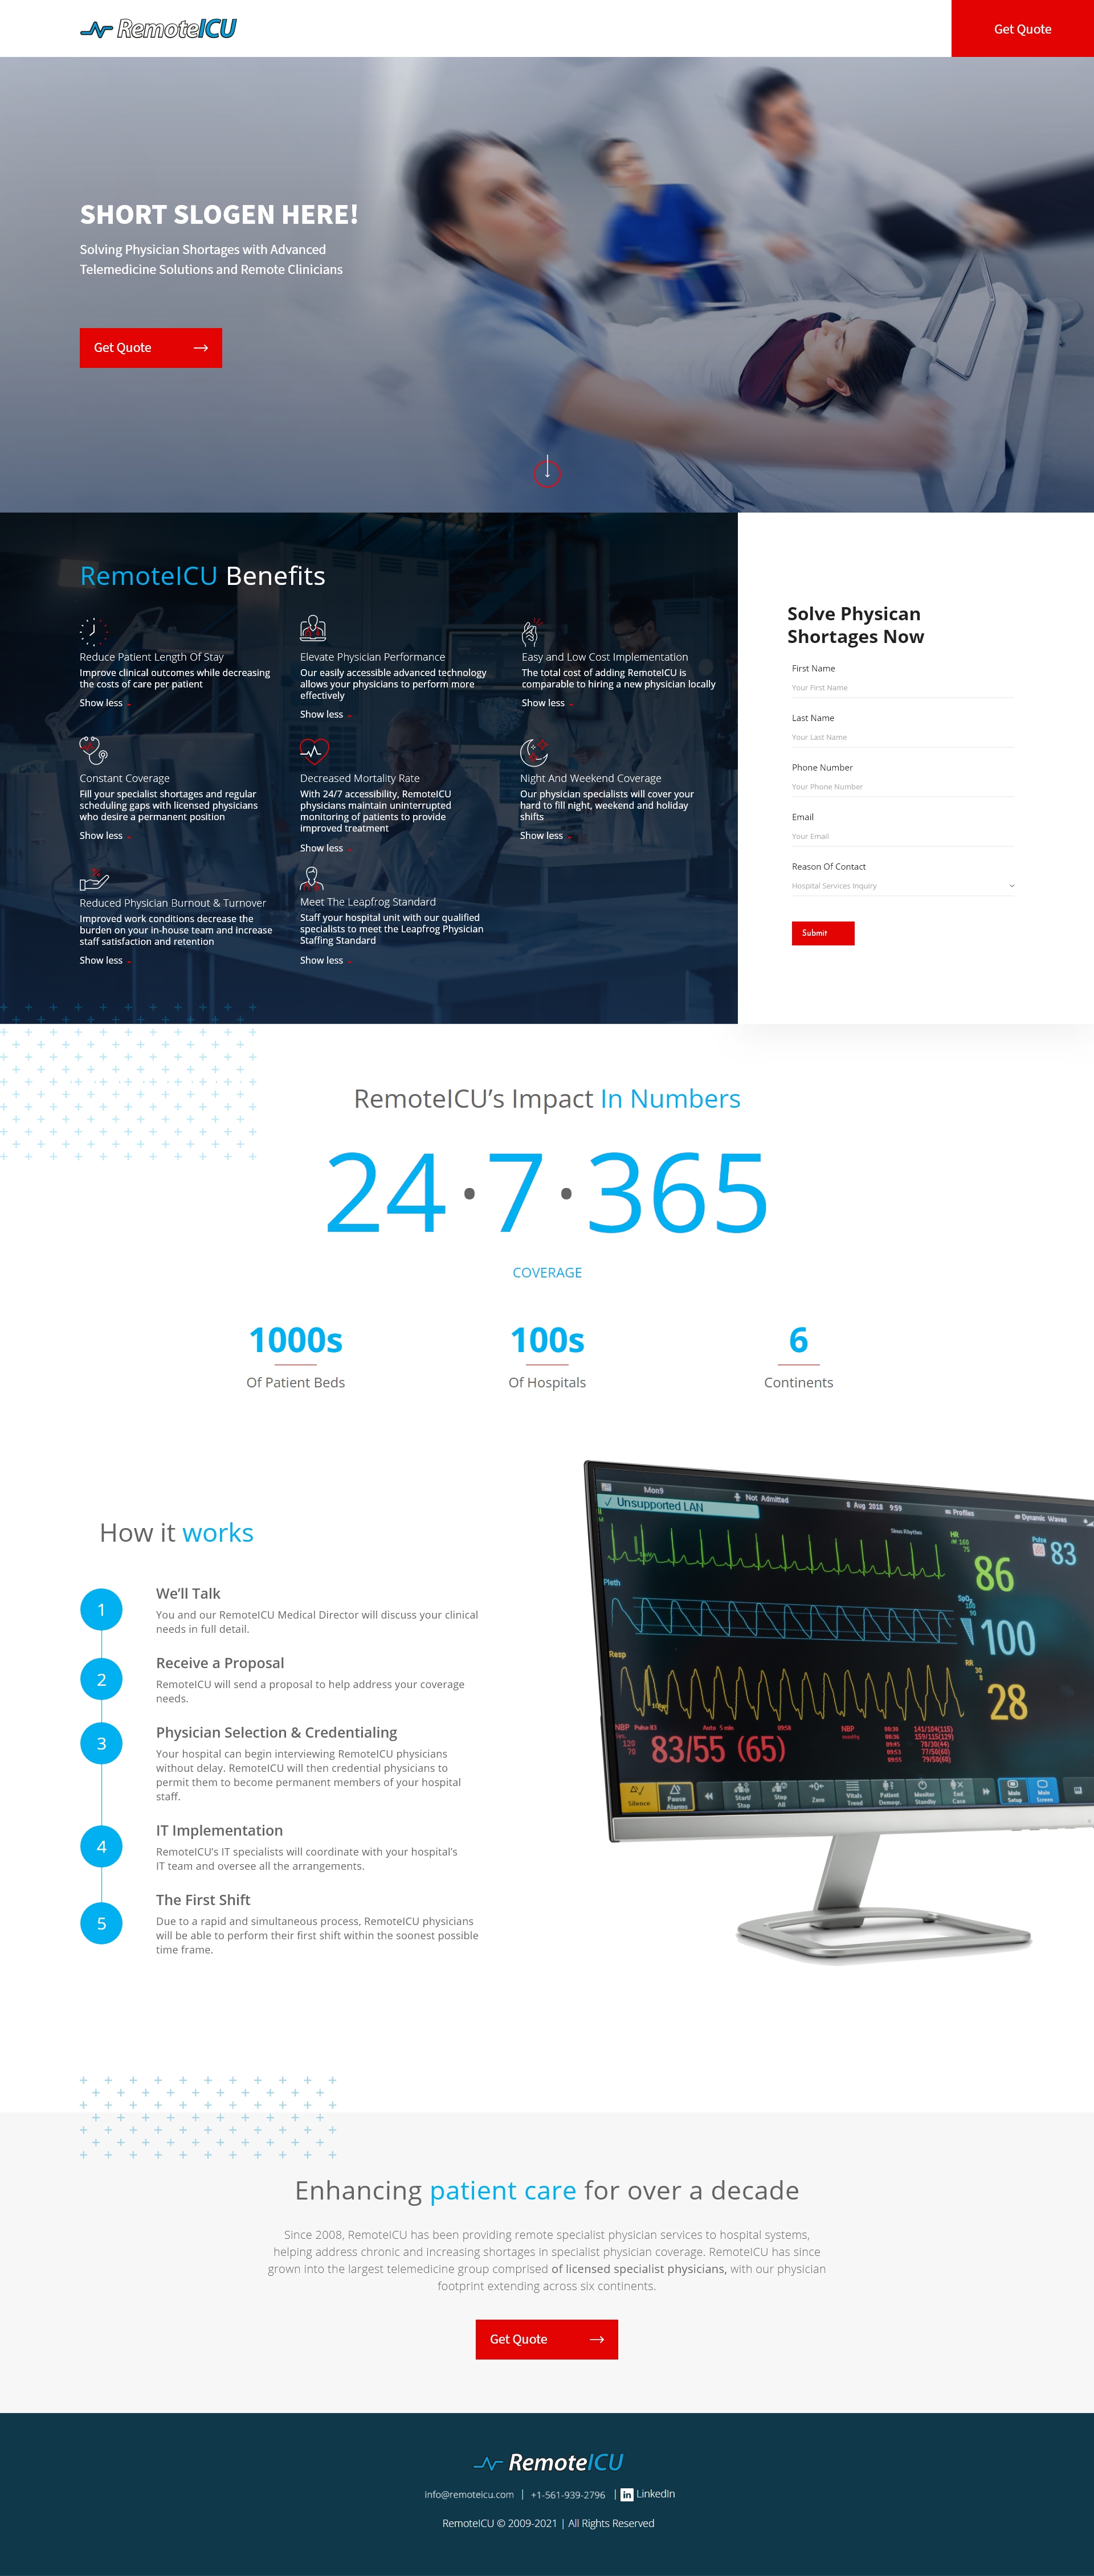 RemoteICU
Get Quote
SHORT SLOGEN HERE!
Solving Physician Shortages with Advanced
Telemedicine Solutions and Remote Clinicians
Get Quote
RemoteICU Benefits
Reduce Patient Length Of Stay
Improve clinical outcomes while decreasing
the costs of care per patient
Show less
Elevate Physician Performance
Our easily accessible advanced technology
allows your physicians to perform more
effectively
Show less
Easy and Low Cost Implementation
The total cost of adding RemoteICU is
comparable to hiring a new physician locally
Show less
Constant Coverage
Fill your specialist shortages and regular
scheduling gaps with licensed physicians
who desire a permanent position
Show less
Decreased Mortality Rate
With 24/7 accessibility, RemoteICU
physicians maintain uninterrupted
monitoring of patients to provide
improved treatment
Show less
Night And Weekend Coverage
Our physician specialists will cover your
hard to fill night, weekend and holiday
shifts
Show less
Reduced Physician Burnout & Turnover
Improved work conditions decrease the
burden on your in-house team and increase
staff satisfaction and retention
Show less
Meet The Leapfrog Standard
Staff your hospital unit with our qualified
specialists to meet the Leapfrog Physician
Staffing Standard
Show less
Solve Physican
Shortages Now
First Name
Your First Name
Last Name
Your Last Name
Phone Number
Your Phone Number
Email
Your Email
Reason Of Contact
Hospital Services Inquiry
Submit
RemoteICU's Impact In Numbers
24·7·365
COVERAGE
1000s
Of Patient Beds
100s
Of Hospitals
6
Continents
How it works
1
We'll Talk
You and our RemoteICU Medical Director will discuss your clinical
needs in full detail.
2
Receive a Proposal
RemoteICU will send a proposal to help address your coverage
needs.
3
Physician Selection & Credentialing
Your hospital can begin interviewing RemoteICU physicians
without delay. RemoteICU will then credential physicians to
permit them to become permanent members of your hospital
staff.
4
IT Implementation
RemoteICU's IT specialists will coordinate with your hospital's
IT team and oversee all the arrangements.
5
The First Shift
Due to a rapid and simultaneous process, RemoteICU physicians
will be able to perform their first shift within the soonest possible
time frame.
Mon9
Not Admitted
8 Aug 2018 9:59
Profiles
Dynamic Waves
✓ Unsupported LAN
Sinus Rhythm
HR
86
Pulse
83
Pleth
SpO₂
100
90
100
Resp
RR
30
8
28
NBP Pulse 83
Auto 5 min
09:58
Sys.
120
70
83/55 (65)
NBP
Silence
Pause
Alarms
Start/
Stop
Stop
All
Zero
Vitals
Trend
Patient
Demogr.
Monitor
Standby
End
Case
Main
Setup
Main
Screen
Enhancing patient care for over a decade
Since 2008, RemoteICU has been providing remote specialist physician services to hospital systems,
helping address chronic and increasing shortages in specialist physician coverage. RemoteICU has since
grown into the largest telemedicine group comprised of licensed specialist physicians, with our physician
footprint extending across six continents.
Get Quote
RemoteICU
info@remoteicu.com | +1-561-939-2796 | in LinkedIn
RemoteICU © 2009-2021 | All Rights Reserved